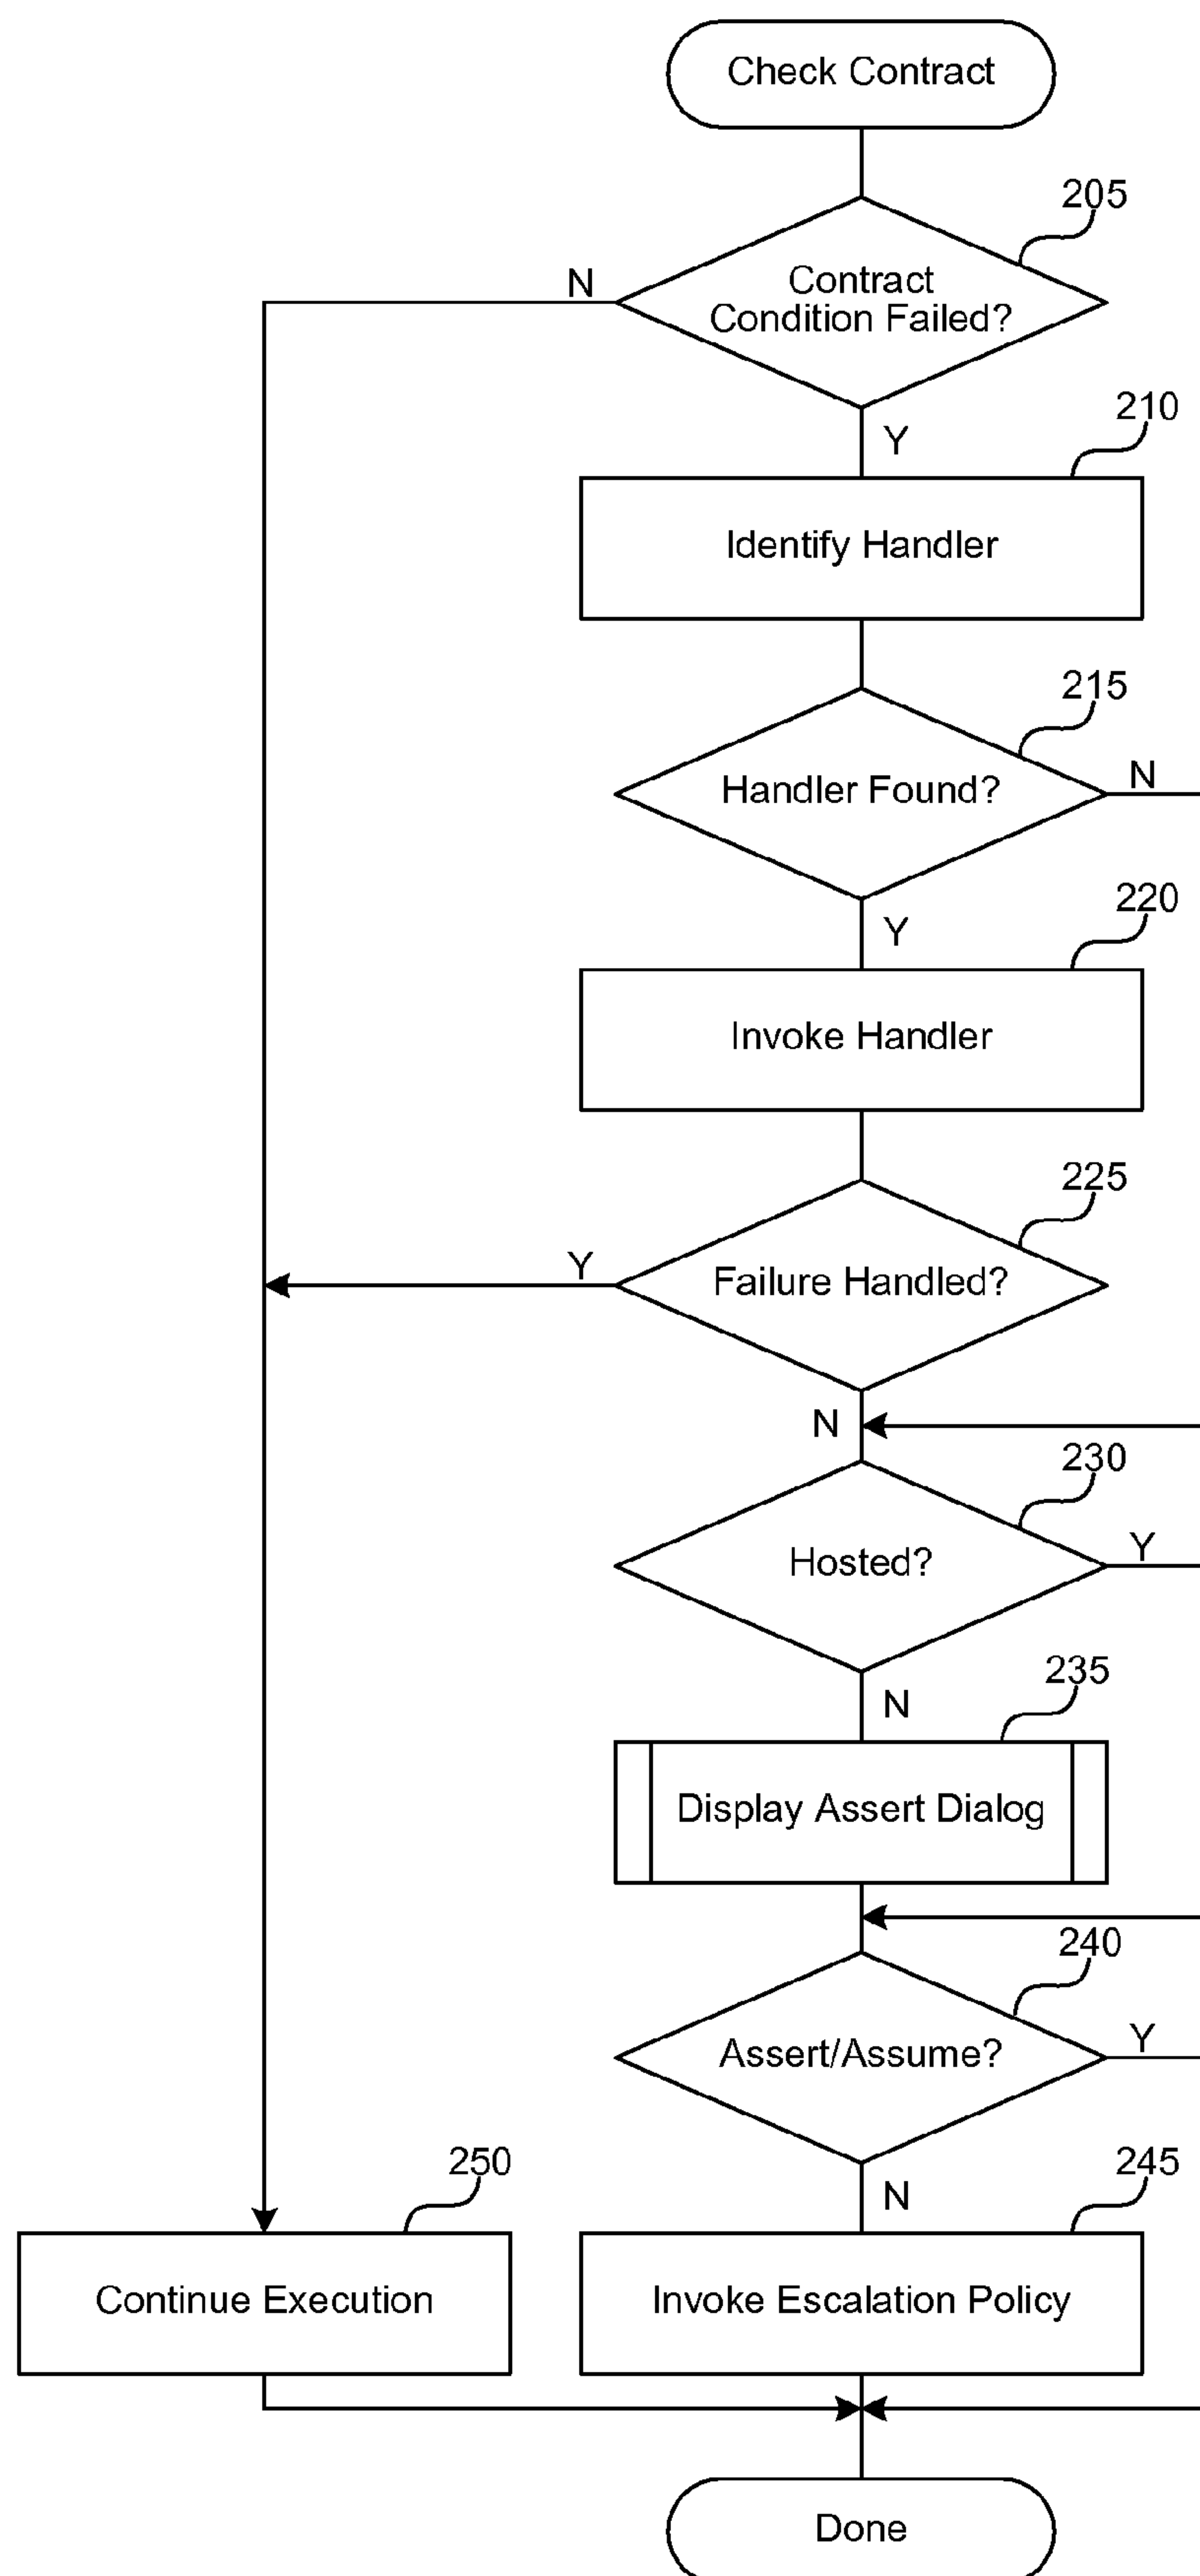 Check Contract
205
N
Contract
Condition Failed?
Y
210
Identify Handler
215
Handler Found?
N
Y
220
Invoke Handler
225
Y
Failure Handled?
N
230
Hosted?
Y
N
235
Display Assert Dialog
240
Assert/Assume?
Y
N
250
245
Continue Execution
Invoke Escalation Policy
Done